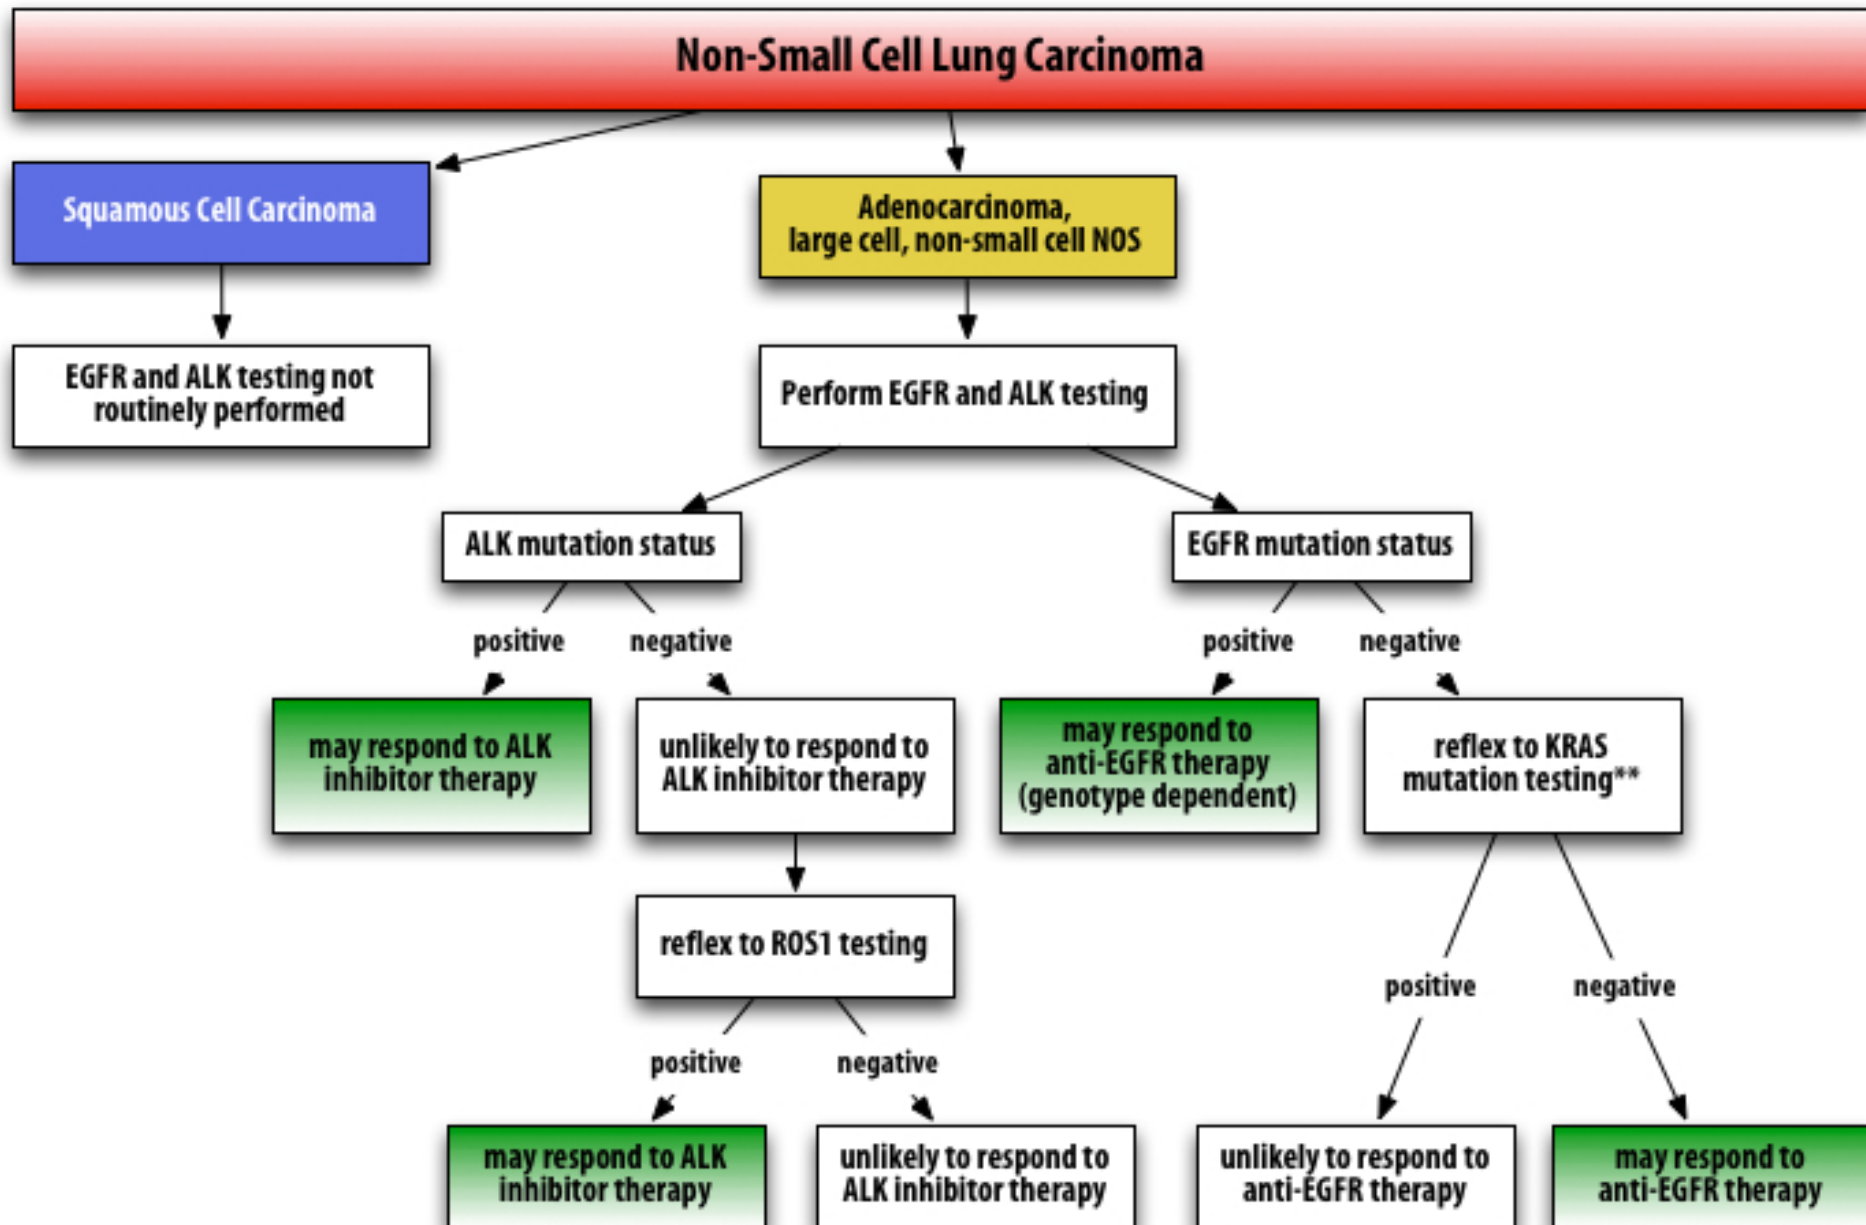 Non-Small Cell Lung Carcinoma
Squamous Cell Carcinoma
Adenocarcinoma,
large cell, non-small cell NOS
EGFR and ALK testing not
routinely performed
Perform EGFR and ALK testing
ALK mutation status
EGFR mutation status
positive
negative
positive
negative
may respond to ALK
inhibitor therapy
unlikely to respond to
ALK inhibitor therapy
may respond to
anti-EGFR therapy
(genotype dependent)
reflex to KRAS
mutation testing**
reflex to ROS1 testing
positive
negative
positive
negative
may respond to ALK
inhibitor therapy
unlikely to respond to
ALK inhibitor therapy
unlikely to respond to
anti-EGFR therapy
may respond to
anti-EGFR therapy